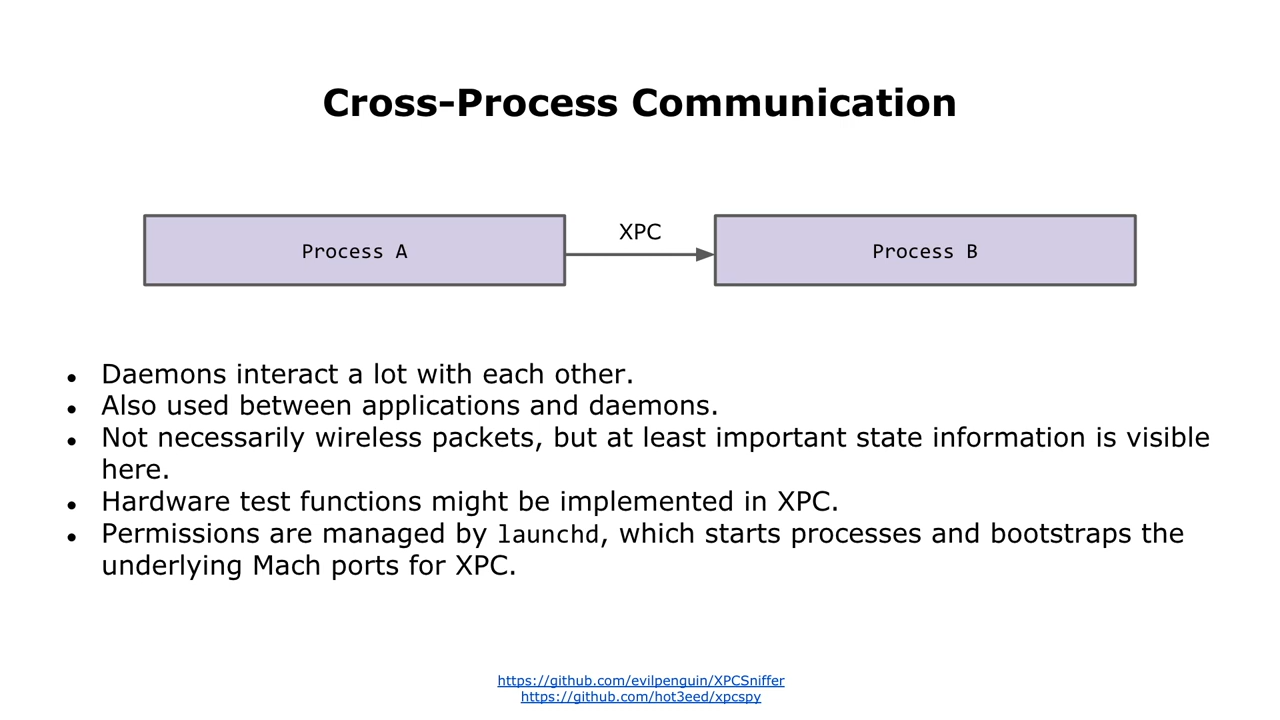 Cross-Process Communication
XPC
Process A
Process B
● Daemons interact a lot with each other.
● Also used between applications and daemons.
● Not necessarily wireless packets, but at least important state information is visible
here.
● Hardware test functions might be implemented in XPC.
● Permissions are managed by launchd, which starts processes and bootstraps the
underlying Mach ports for XPC.
https://github.com/evilpenguin/XPCSniffer
https://github.com/hot3eed/xpcspy